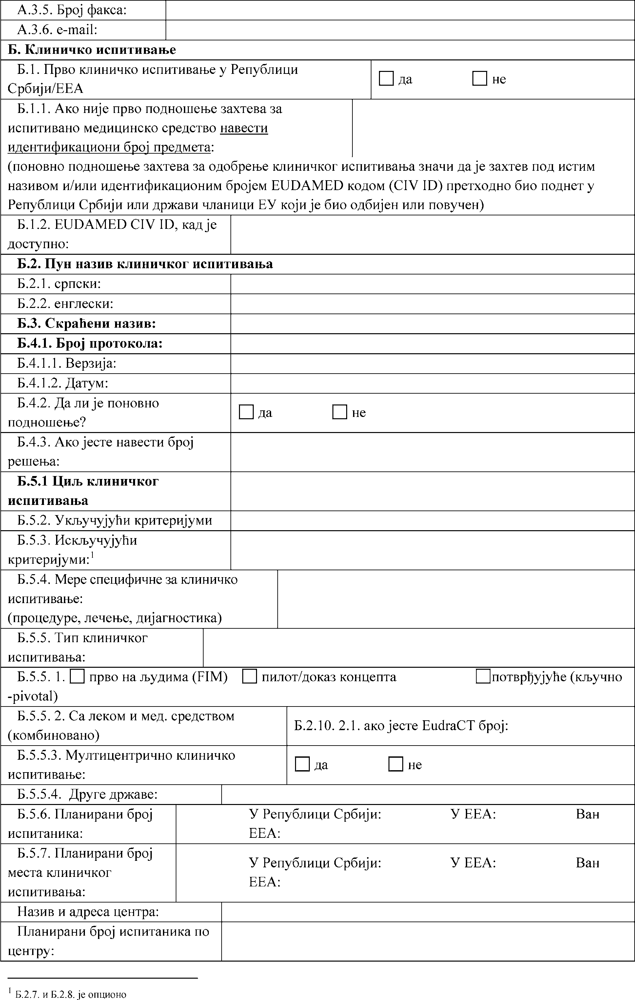 А.3.5. Број факса:
А.3.6. e-mail:
Б. Клиничко испитивање
Б.1. Прво клиничко испитивање у Републици
Србији/ЕЕА
да не
Б.1.1. Ако није прво подношење захтева за
испитивано медицинско средство навести
идентификациони број предмета:
(поновно подношење захтева за одобрење клиничког испитивања значи да је захтев под истим
називом и/или идентификационим бројем EUDAMED кодом (CIV ID) претходно био поднет у
Републици Србији или држави чланици ЕУ који је био одбијен или повучен)
Б.1.2. EUDAMED CIV ID, кад је
доступно:
Б.2. Пун назив клиничког испитивања
Б.2.1. српски:
Б.2.2. енглески:
Б.3. Скраћени назив:
Б.4.1. Број протокола:
Б.4.1.1. Верзија:
Б.4.1.2. Датум:
Б.4.2. Да ли је поновно
подношење?
да не
Б.4.3. Ако јесте навести број
решења:
Б.5.1 Циљ клиничког
испитивања
Б.5.2. Укључујући критеријуми
Б.5.3. Искључујући
критеријуми:¹
Б.5.4. Мере специфичне за клиничко
испитивање:
(процедуре, лечење, дијагностика)
Б.5.5. Тип клиничког
испитивања:
Б.5.5. 1. прво на људима (FIM) пилот/доказ концепта потврђујуће (кључно
-pivotal)
Б.5.5. 2. Са леком и мед. средством
(комбиновано)
Б.2.10. 2.1. ако јесте EudraCT број:
Б.5.5.3. Мултицентрично клиничко
испитивање:
да не
Б.5.5.4. Друге државе:
Б.5.6. Планирани број
испитаника:
У Републици Србији: У ЕЕА: Ван
ЕЕА:
Б.5.7. Планирани број
места клиничког
испитивања:
У Републици Србији: У ЕЕА: Ван
ЕЕА:
Назив и адреса центра:
Планирани број испитаника по
центру:
¹ Б.2.7. и Б.2.8. је опционо